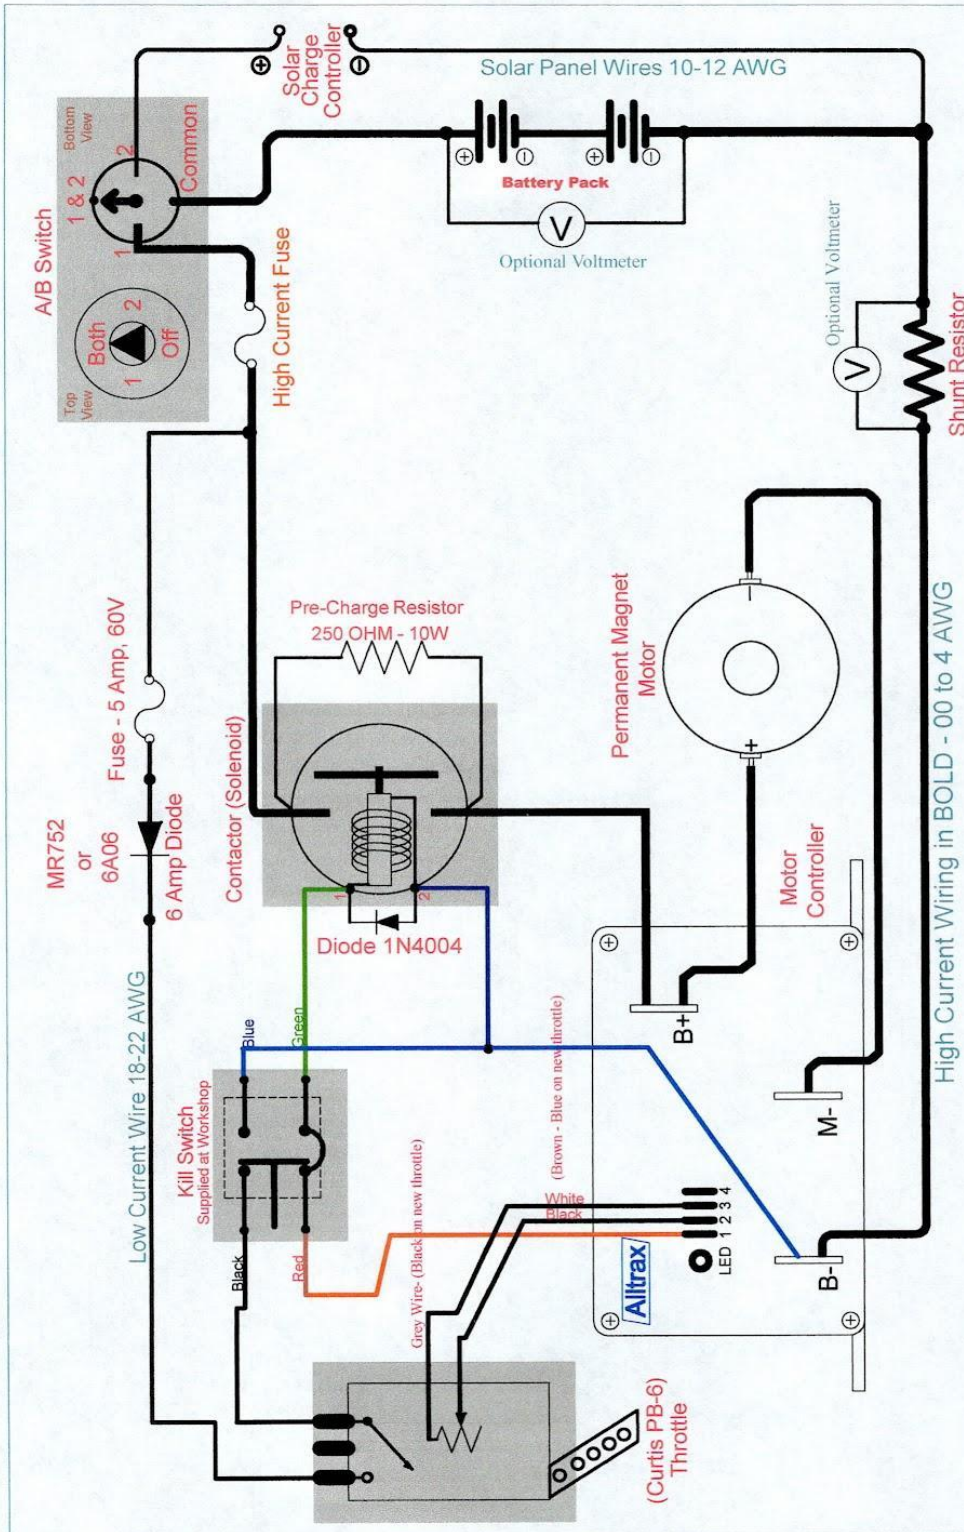 Solar
Charge
Controller
+
−
Solar Panel Wires 10-12 AWG
A/B Switch
Bottom
View
1 & 2
2
1
Common
Top
View
Both
1
2
Off
High Current Fuse
+
−
+
−
Battery Pack
V
Optional Voltmeter
Optional Voltmeter
V
Shunt Resistor
Fuse - 5 Amp, 60V
MR752
or
6A06
6 Amp Diode
Low Current Wire 18-22 AWG
Pre-Charge Resistor
250 OHM - 10W
Contactor (Solenoid)
1
2
Diode 1N4004
Permanent Magnet
Motor
−
+
Motor
Controller
High Current Wiring in BOLD - 00 to 4 AWG
Blue
Green
Kill Switch
Supplied at Workshop
Black
Red
(Brown - Blue on new throttle)
White
Black
Grey Wire- (Black on new throttle)
B+
M-
B-
LED 1 2 3 4
Alltrax
(Curtis PB-6)
Throttle